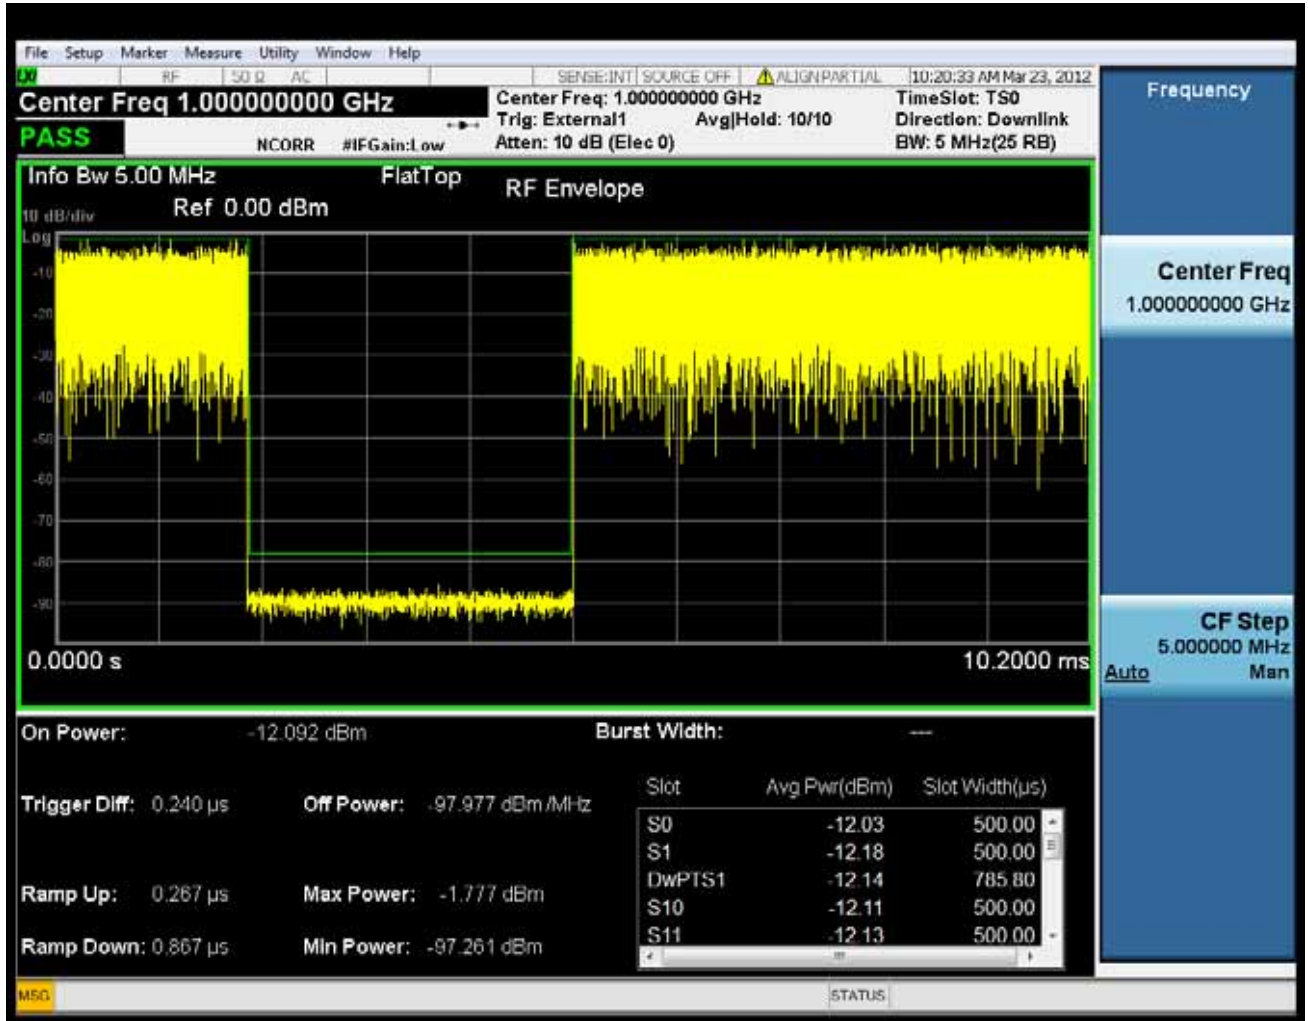 File Setup Marker Measure Utility Window Help
LXI RF 50 Ω AC SENSE:INT SOURCE OFF ALIGN PARTIAL 10:20:33 AM Mar 23, 2012
Center Freq 1.000000000 GHz
Center Freq: 1.000000000 GHz
TimeSlot: TS0
Trig: External1 Avg|Hold: 10/10
Direction: Downlink
PASS NCORR #IFGain:Low
Atten: 10 dB (Elec 0)
BW: 5 MHz(25 RB)
Info Bw 5.00 MHz FlatTop RF Envelope
10 dB/div Ref 0.00 dBm
Log
-10
-20
-30
-40
-50
-60
-70
-80
-90
0.0000 s 10.2000 ms
On Power: -12.092 dBm Burst Width: ---
Trigger Diff: 0.240 µs Off Power: -97.977 dBm/MHz
Ramp Up: 0.267 µs Max Power: -1.777 dBm
Ramp Down: 0.867 µs Min Power: -97.261 dBm
Slot Avg Pwr(dBm) Slot Width(µs)
S0 -12.03 500.00
S1 -12.18 500.00
DwPTS1 -12.14 785.80
S10 -12.11 500.00
S11 -12.13 500.00
Frequency
Center Freq
1.000000000 GHz
CF Step
5.000000 MHz
Auto Man
MSG STATUS